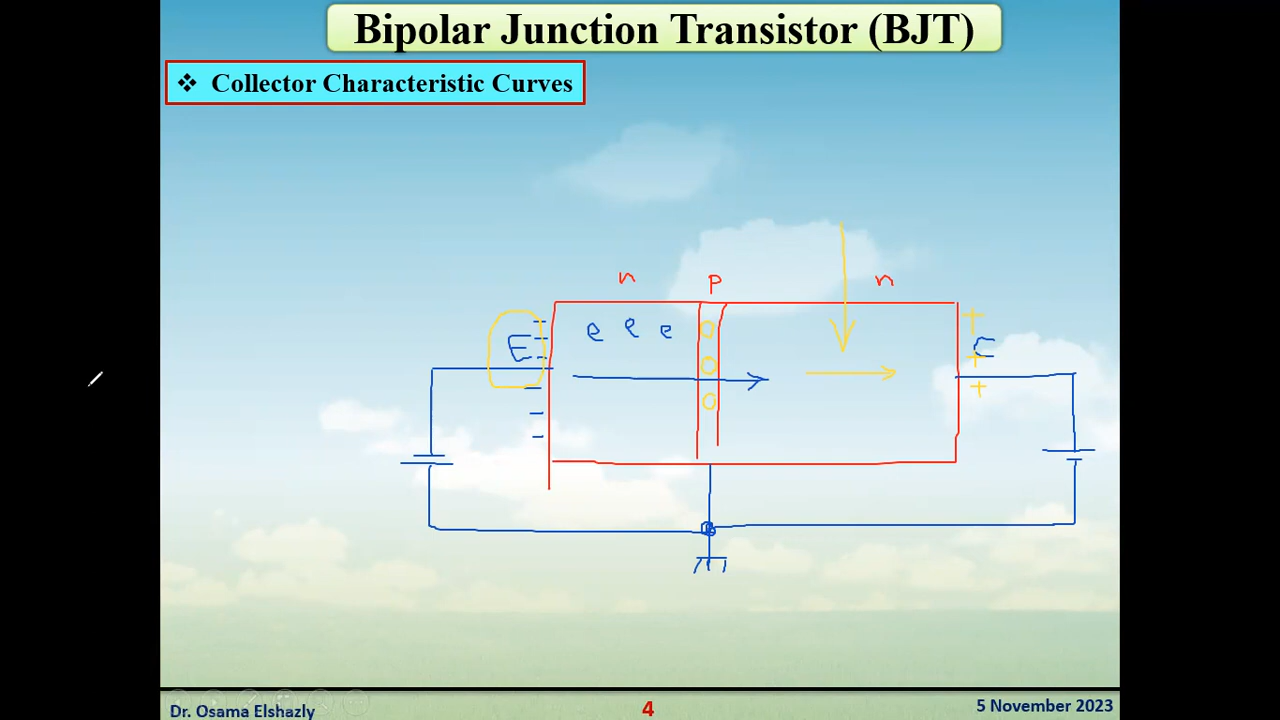 Bipolar Junction Transistor (BJT)
❖ Collector Characteristic Curves
n P n
e e e
E C
Dr. Osama Elshazly 4 5 November 2023